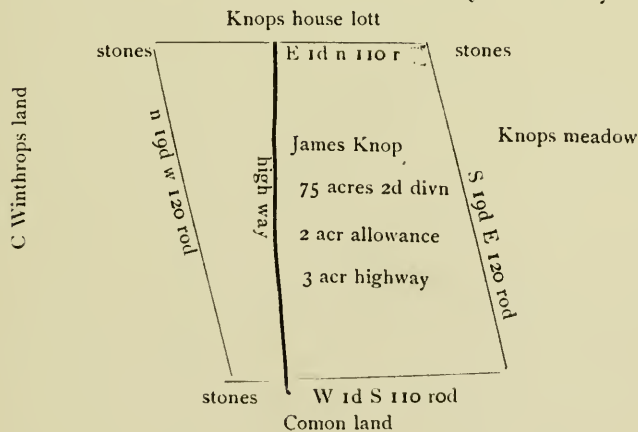 Knops house lott
stones
E 1d n 110 r
stones
C Winthrops land
n 19d w 120 rod
high way
James Knop
75 acres 2d divn
2 acr allowance
3 acr highway
S 19d E 120 rod
Knops meadow
stones
W 1d S 110 rod
Comon land